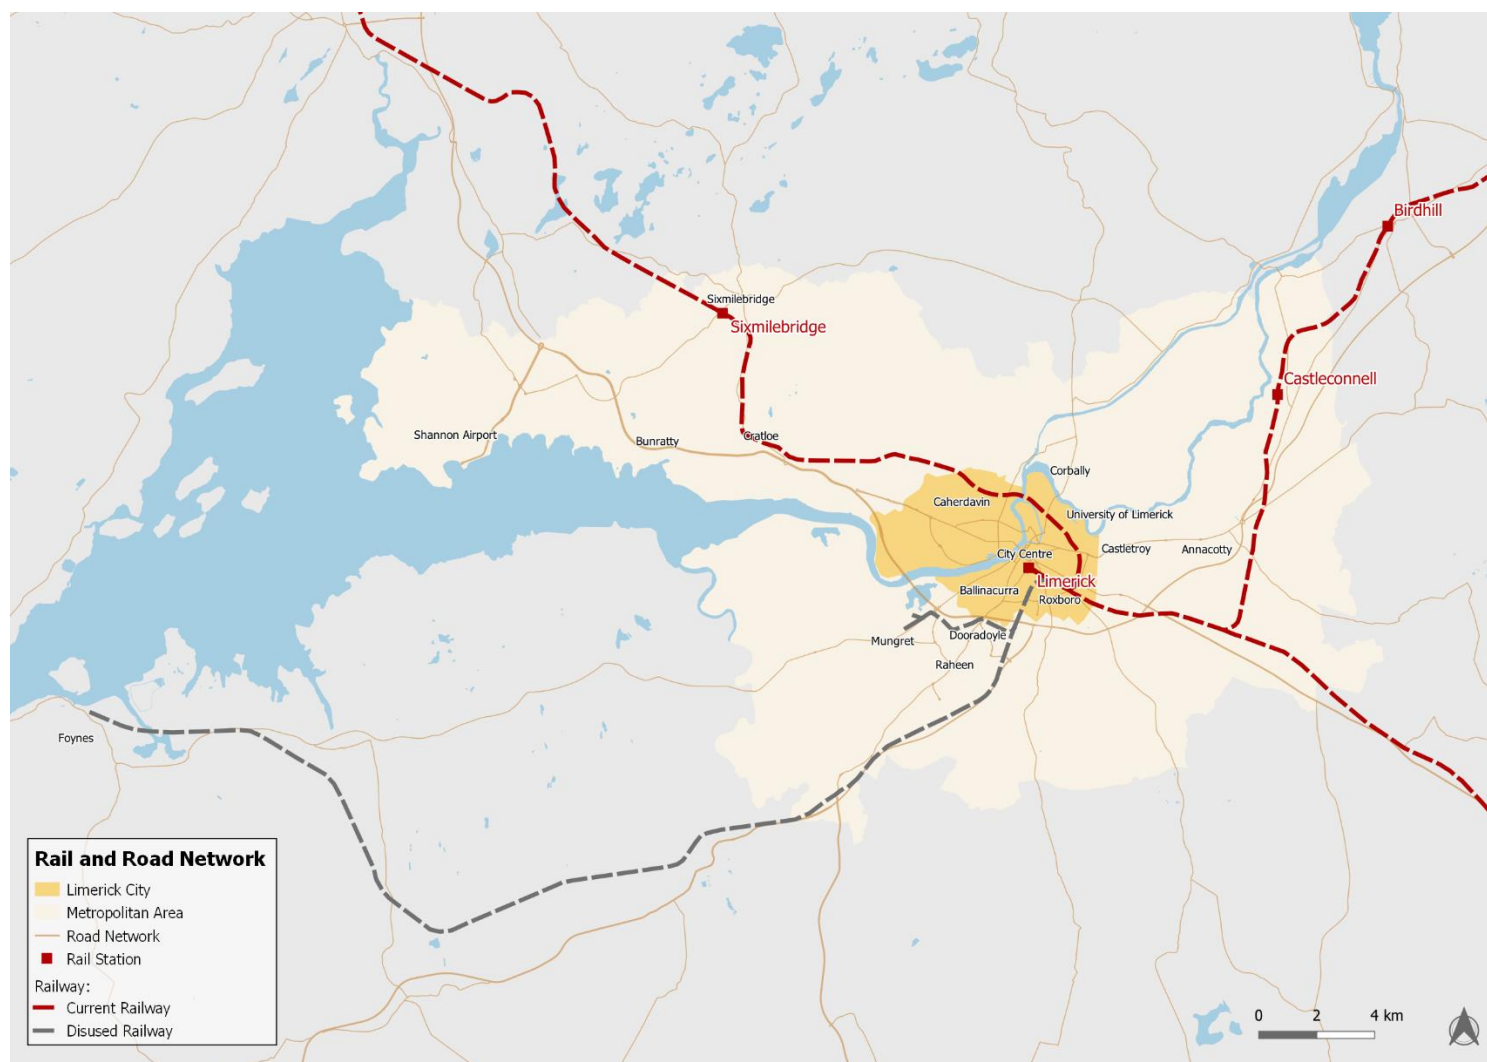 Birdhill
Sixmilebridge
Sixmilebridge
Castleconnell
Shannon Airport
Bunratty
Cratloe
Corbally
Caherdavin
University of Limerick
City Centre
Castletroy
Annacotty
Limerick
Ballinacurra
Roxboro
Mungret
Dooradoyle
Raheen
Foynes
Rail and Road Network
Limerick City
Metropolitan Area
Road Network
Rail Station
Railway:
Current Railway
Disused Railway
0 2 4 km